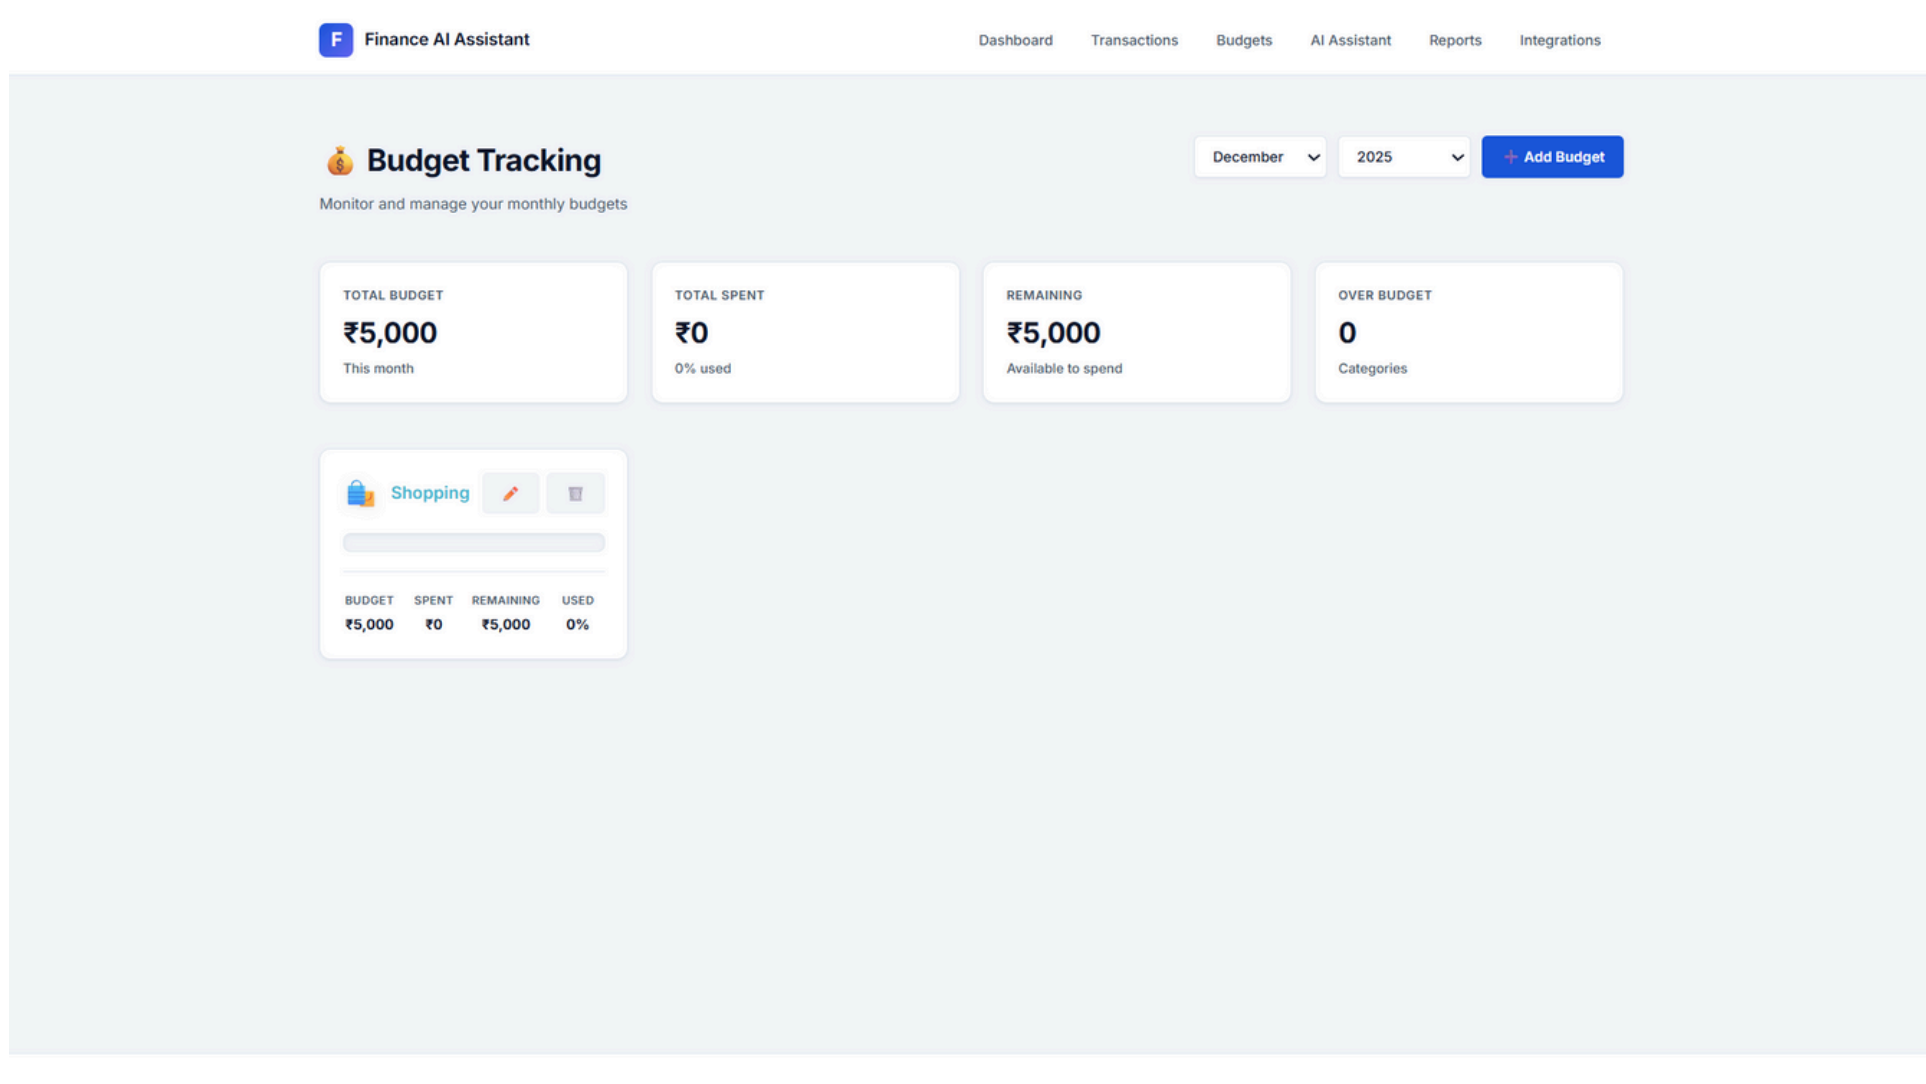 F Finance AI Assistant Dashboard Transactions Budgets AI Assistant Reports Integrations
Budget Tracking December 2025 Add Budget
Monitor and manage your monthly budgets
TOTAL BUDGET TOTAL SPENT REMAINING OVER BUDGET
₹5,000 ₹0 ₹5,000 0
This month 0% used Available to spend Categories
Shopping
BUDGET SPENT REMAINING USED
₹5,000 ₹0 ₹5,000 0%